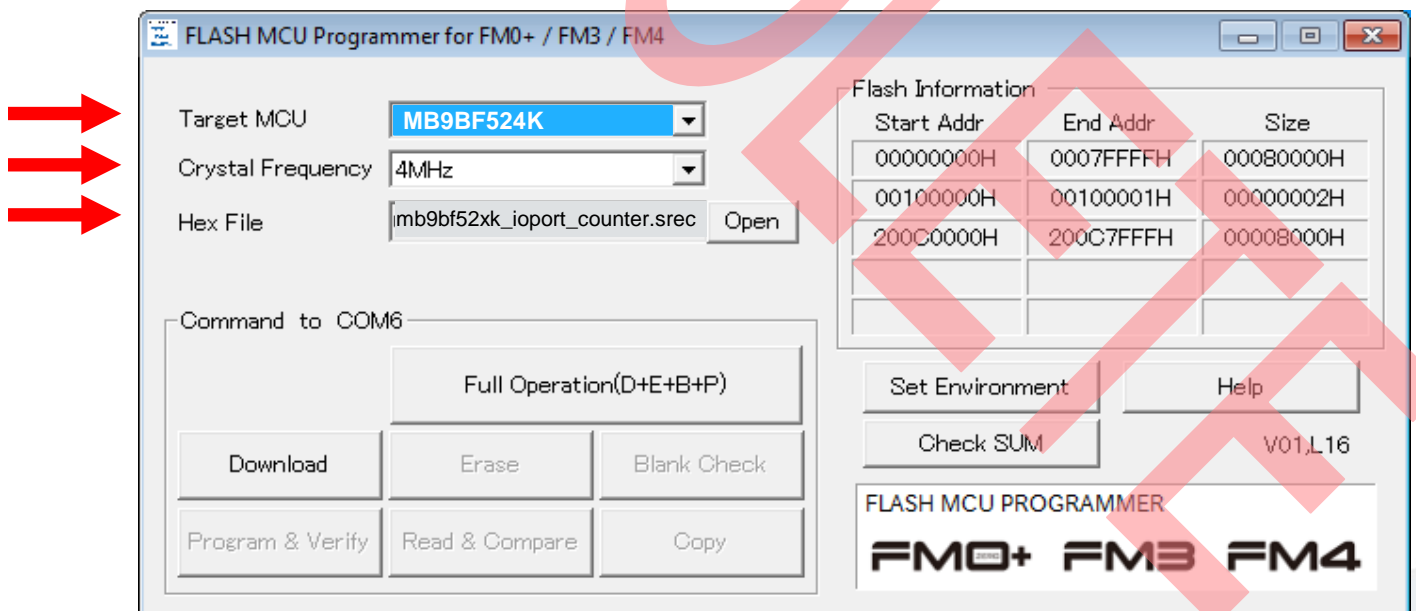 FLASH MCU Programmer for FM0+ / FM3 / FM4
Target MCU
MB9BF524K
Crystal Frequency
4MHz
Hex File
mb9bf52xk_ioport_counter.srec
Open
Flash Information
Start Addr End Addr Size
00000000H 0007FFFFH 00080000H
00100000H 00100001H 00000002H
200C0000H 200C7FFFH 00008000H
Command to COM6
Full Operation(D+E+B+P)
Download Erase Blank Check
Program & Verify Read & Compare Copy
Set Environment Help
Check SUM V01,L16
FLASH MCU PROGRAMMER
FM0+ FM3 FM4